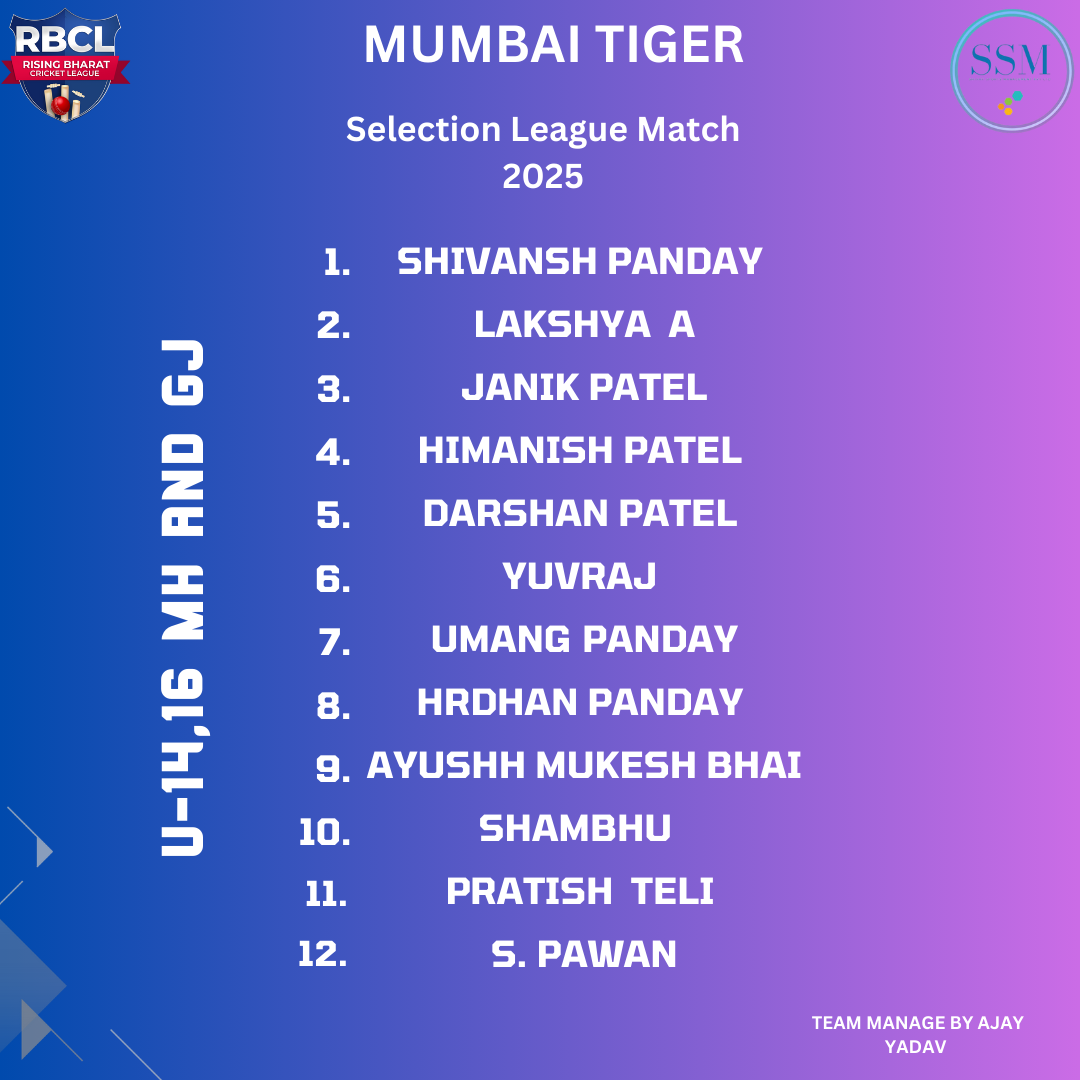 RBCL
RISING BHARAT
CRICKET LEAGUE
MUMBAI TIGER
SSM
Selection League Match
2025
U-14,16 MH AND GJ
1. SHIVANSH PANDAY
2. LAKSHYA A
3. JANIK PATEL
4. HIMANISH PATEL
5. DARSHAN PATEL
6. YUVRAJ
7. UMANG PANDAY
8. HRDHAN PANDAY
9. AYUSHH MUKESH BHAI
10. SHAMBHU
11. PRATISH TELI
12. S. PAWAN
TEAM MANAGE BY AJAY
YADAV